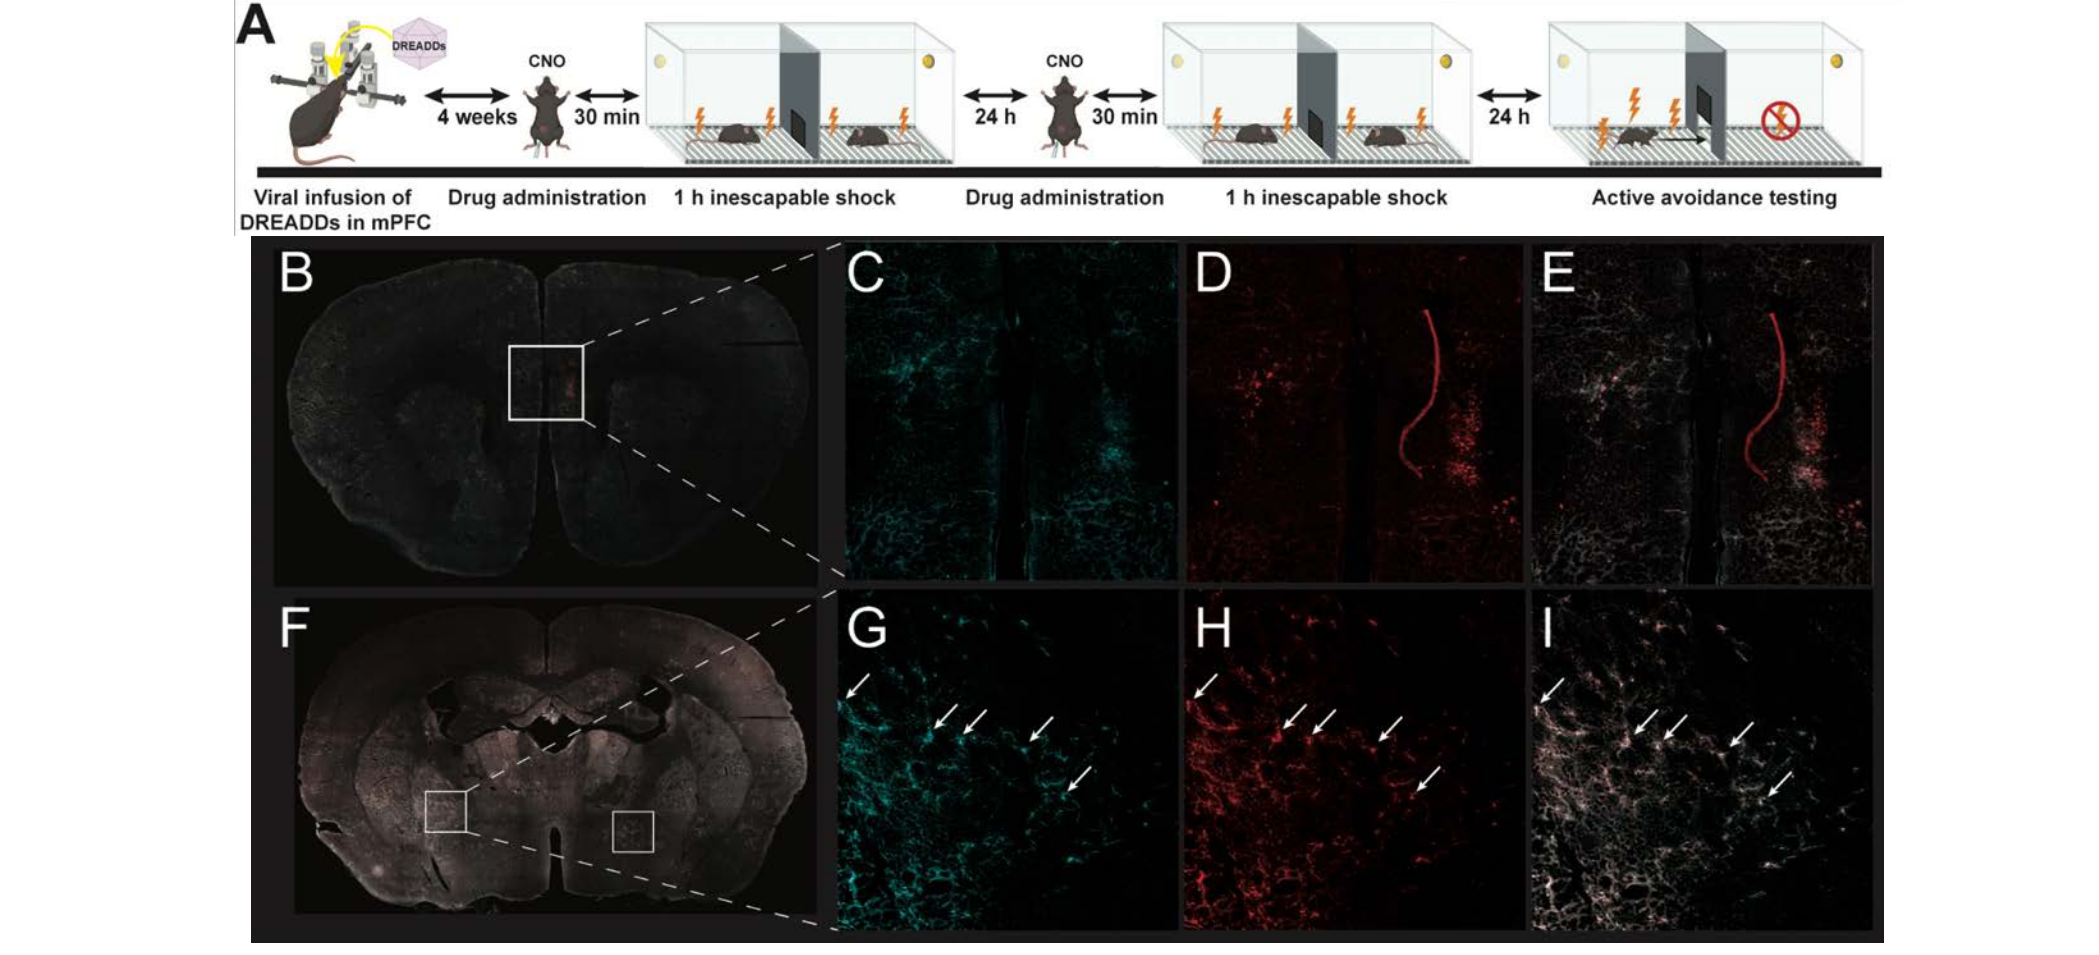 A
DREADDs
CNO
CNO
4 weeks
30 min
24 h
30 min
24 h
Viral infusion of
DREADDs in mPFC
Drug administration
1 h inescapable shock
Drug administration
1 h inescapable shock
Active avoidance testing
B
C
D
E
F
G
H
I